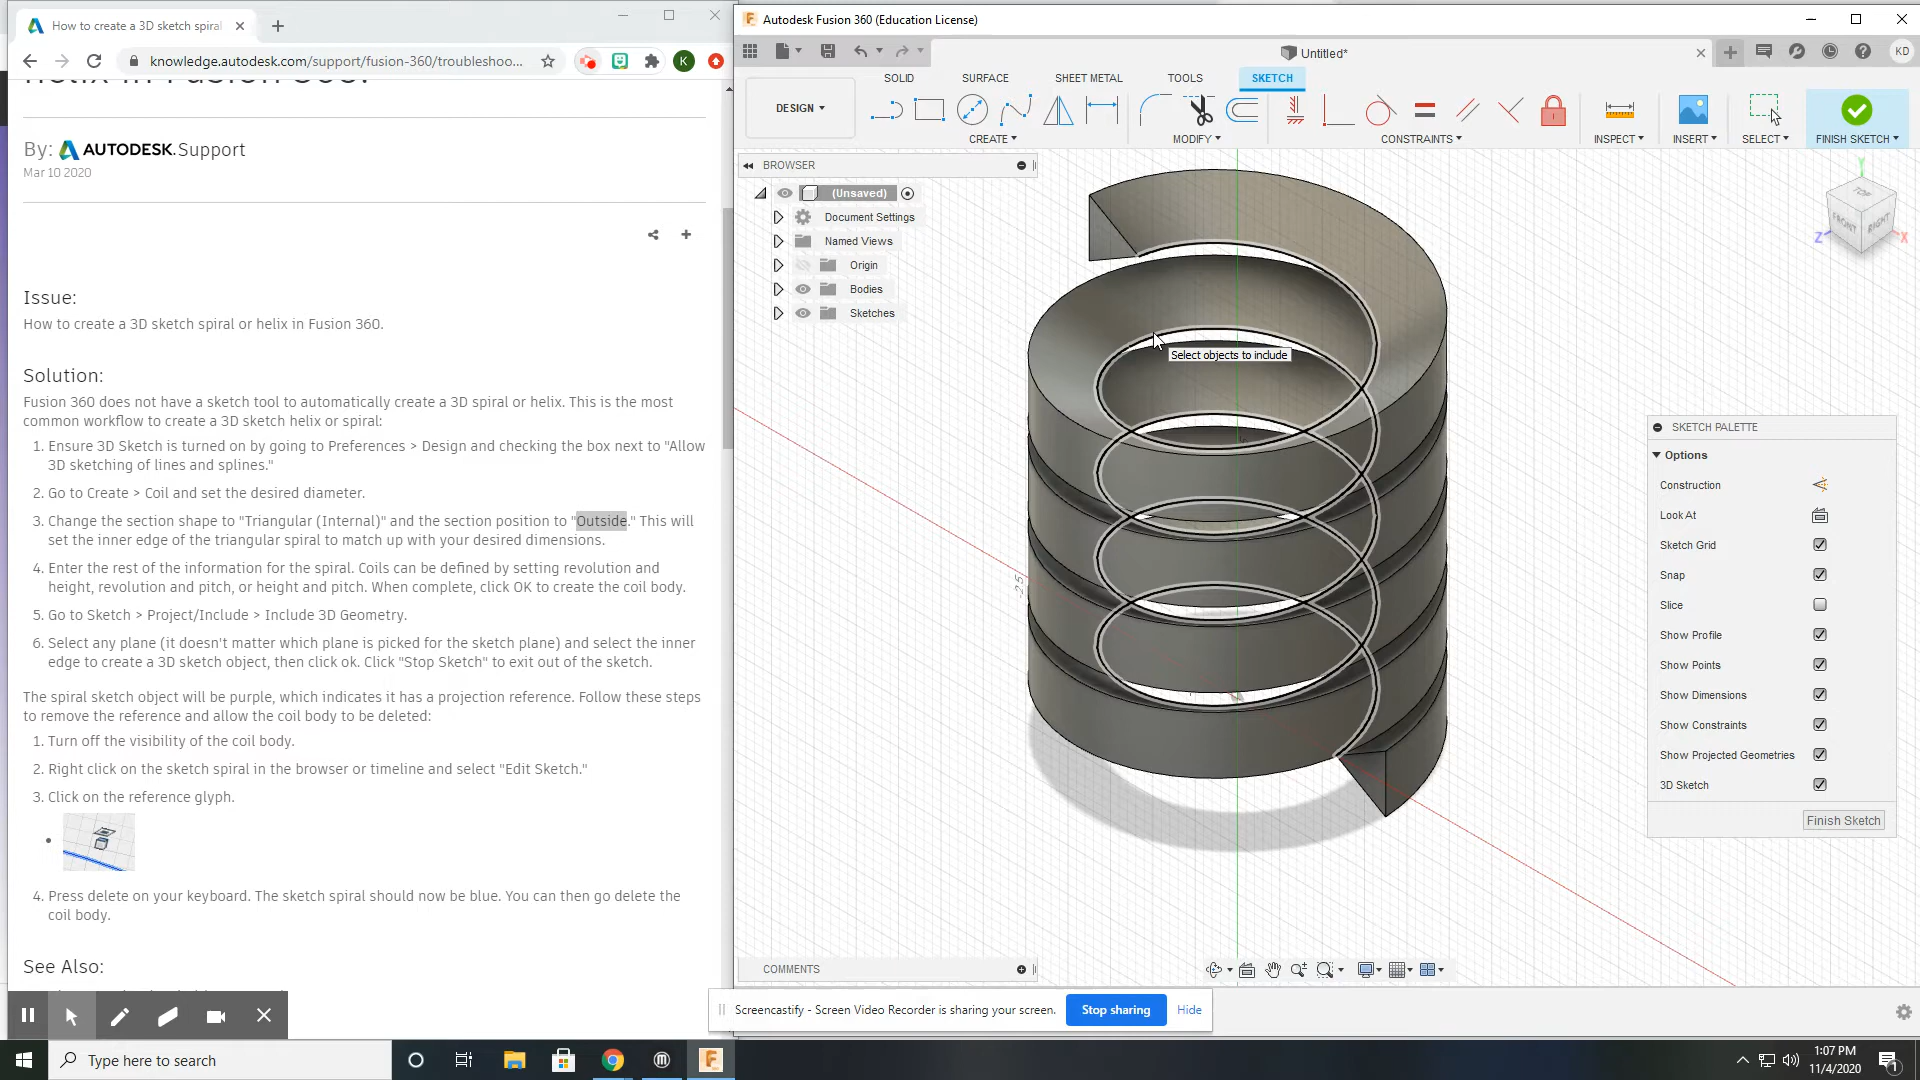 How to create a 3D sketch spiral
knowledge.autodesk.com/support/fusion-360/troubleshoo...
K
helix in Fusion 360.
By: AUTODESK.Support
Mar 10 2020
Issue:
How to create a 3D sketch spiral or helix in Fusion 360.
Solution:
Fusion 360 does not have a sketch tool to automatically create a 3D spiral or helix. This is the most
common workflow to create a 3D sketch helix or spiral:
1. Ensure 3D Sketch is turned on by going to Preferences > Design and checking the box next to "Allow
3D sketching of lines and splines."
2. Go to Create > Coil and set the desired diameter.
3. Change the section shape to "Triangular (Internal)" and the section position to "Outside." This will
set the inner edge of the triangular spiral to match up with your desired dimensions.
4. Enter the rest of the information for the spiral. Coils can be defined by setting revolution and
height, revolution and pitch, or height and pitch. When complete, click OK to create the coil body.
5. Go to Sketch > Project/Include > Include 3D Geometry.
6. Select any plane (it doesn't matter which plane is picked for the sketch plane) and select the inner
edge to create a 3D sketch object, then click ok. Click "Stop Sketch" to exit out of the sketch.
The spiral sketch object will be purple, which indicates it has a projection reference. Follow these steps
to remove the reference and allow the coil body to be deleted:
1. Turn off the visibility of the coil body.
2. Right click on the sketch spiral in the browser or timeline and select "Edit Sketch."
3. Click on the reference glyph.
4. Press delete on your keyboard. The sketch spiral should now be blue. You can then go delete the
coil body.
See Also:
Autodesk Fusion 360 (Education License)
Untitled*
KD
SOLID
SURFACE
SHEET METAL
TOOLS
SKETCH
DESIGN
CREATE
MODIFY
CONSTRAINTS
INSPECT
INSERT
SELECT
FINISH SKETCH
BROWSER
(Unsaved)
Document Settings
Named Views
Origin
Bodies
Sketches
Select objects to include
-2.5
TOP
FRONT
RIGHT
Y
Z
X
SKETCH PALETTE
Options
Construction
Look At
Sketch Grid
Snap
Slice
Show Profile
Show Points
Show Dimensions
Show Constraints
Show Projected Geometries
3D Sketch
Finish Sketch
COMMENTS
Screencastify - Screen Video Recorder is sharing your screen.
Stop sharing
Hide
Type here to search
1:07 PM
11/4/2020
1